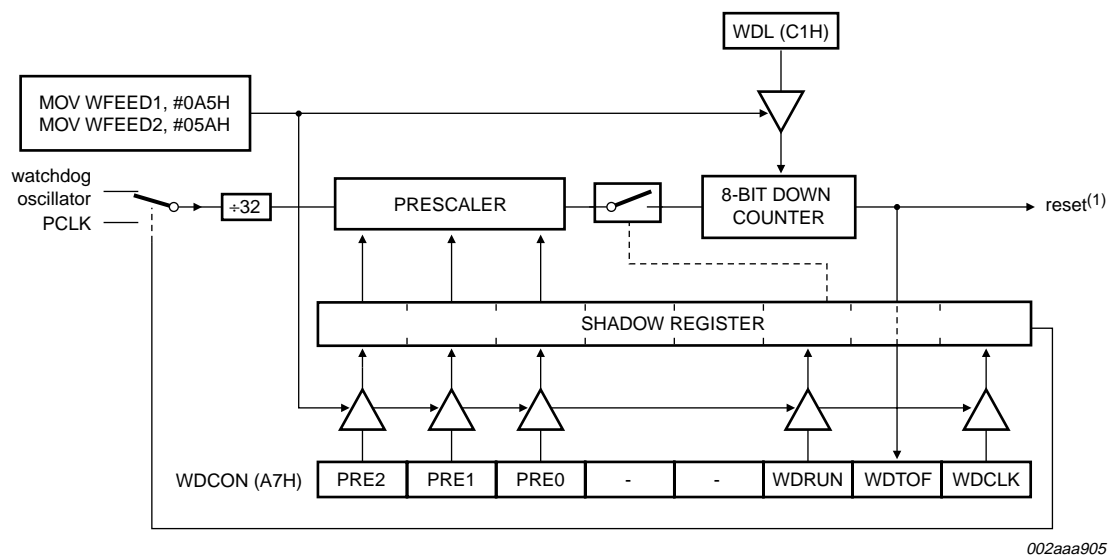 WDL (C1H)
MOV WFEED1, #0A5H
MOV WFEED2, #05AH
watchdog
oscillator
PCLK
÷32
PRESCALER
8-BIT DOWN
COUNTER
reset(1)
SHADOW REGISTER
WDCON (A7H)
PRE2
PRE1
PRE0
-
-
WDRUN
WDTOF
WDCLK
002aaa905